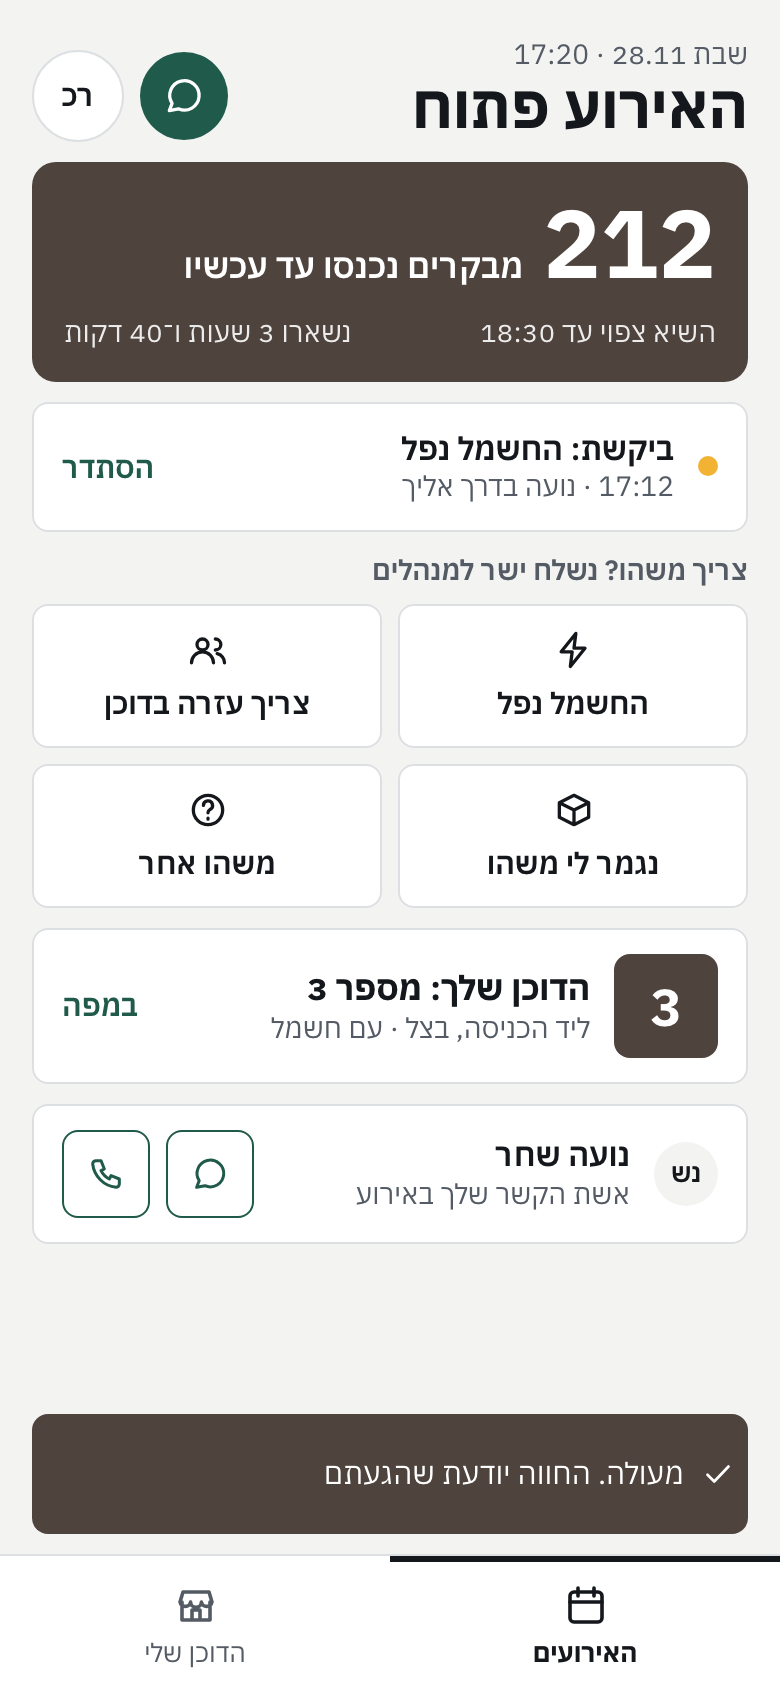 שבת 28.11 · 17:20
האירוע פתוח
רכ
212 מבקרים נכנסו עד עכשיו
השיא צפוי עד 18:30
נשארו 3 שעות ו־40 דקות
ביקשת: החשמל נפל
17:12 · נועה בדרך אליך
הסתדר
צריך משהו? נשלח ישר למנהלים
החשמל נפל
צריך עזרה בדוכן
נגמר לי משהו
משהו אחר
3
הדוכן שלך: מספר 3
ליד הכניסה, בצל · עם חשמל
במפה
נש
נועה שחר
אשת הקשר שלך באירוע
מעולה. החווה יודעת שהגעתם
האירועים
הדוכן שלי